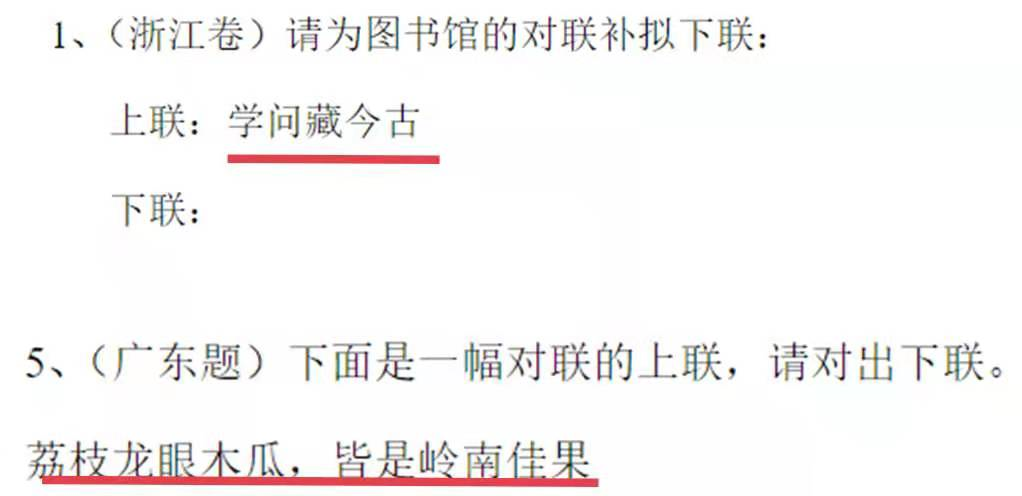 1、（浙江卷）请为图书馆的对联补拟下联：
上联：学问藏今古
下联：
5、（广东题）下面是一幅对联的上联，请对出下联。
荔枝龙眼木瓜，皆是岭南佳果